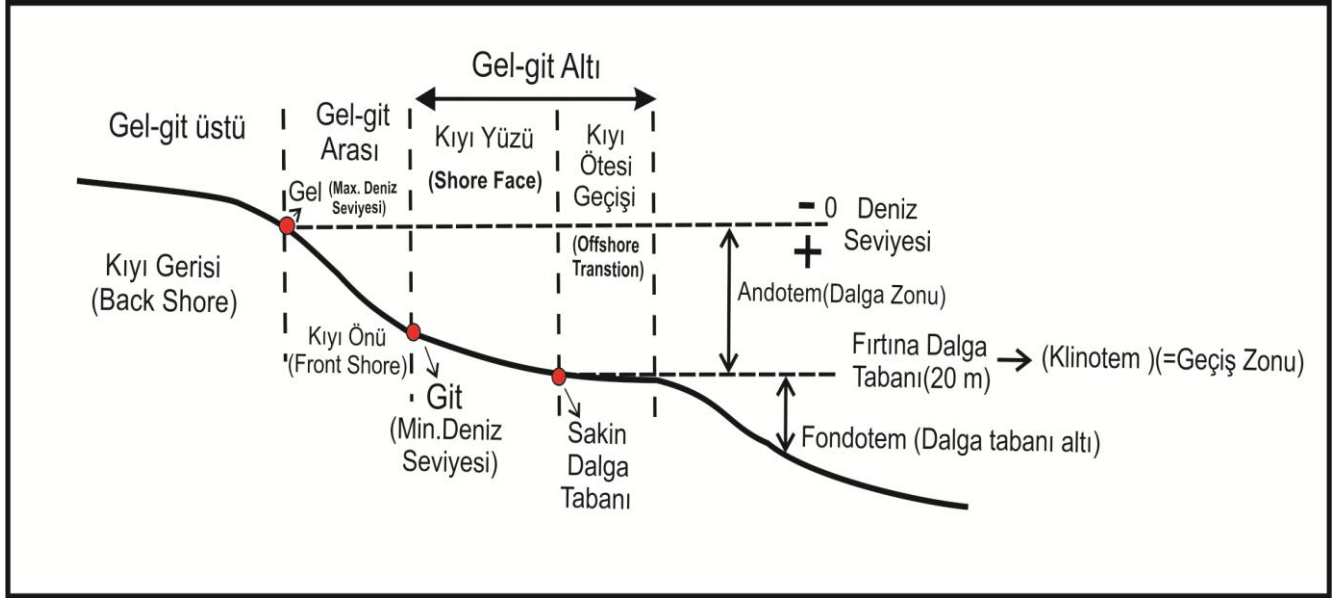 Gel-git Altı
Gel-git üstü
Gel-git
Arası
Kıyı Yüzü
(Shore Face)
Kıyı
Ötesi
Geçişi
(Offshore
Transtion)
Gel (Max. Deniz
Seviyesi)
- 0 Deniz
Seviyesi
+
Kıyı Gerisi
(Back Shore)
Andotem(Dalga Zonu)
Kıyı Önü
(Front Shore)
Git
(Min.Deniz
Seviyesi)
Sakin
Dalga
Tabanı
Fırtına Dalga
Tabanı(20 m) → (Klinotem )(=Geçiş Zonu)
Fondotem (Dalga tabanı altı)